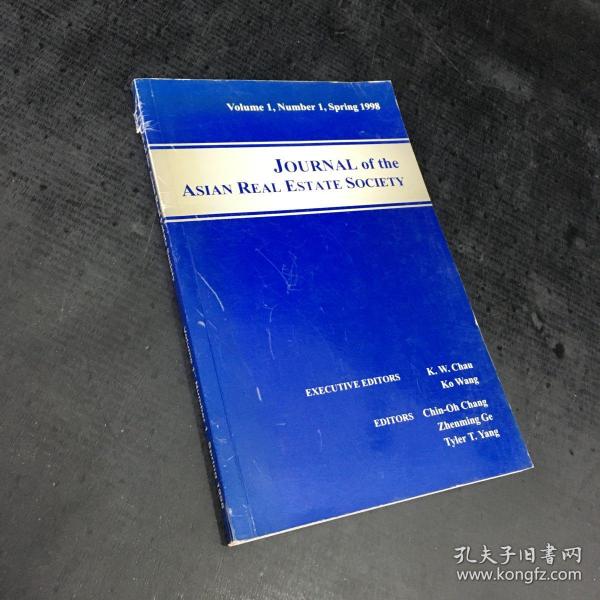 Volume 1, Number 1, Spring 1998
JOURNAL of the
ASIAN REAL ESTATE SOCIETY
EXECUTIVE EDITORS K. W. Chau
Ko Wang
EDITORS Chin-Oh Chang
Zhenming Ge
Tyler T. Yang
孔夫子旧書网
www.kongfz.com